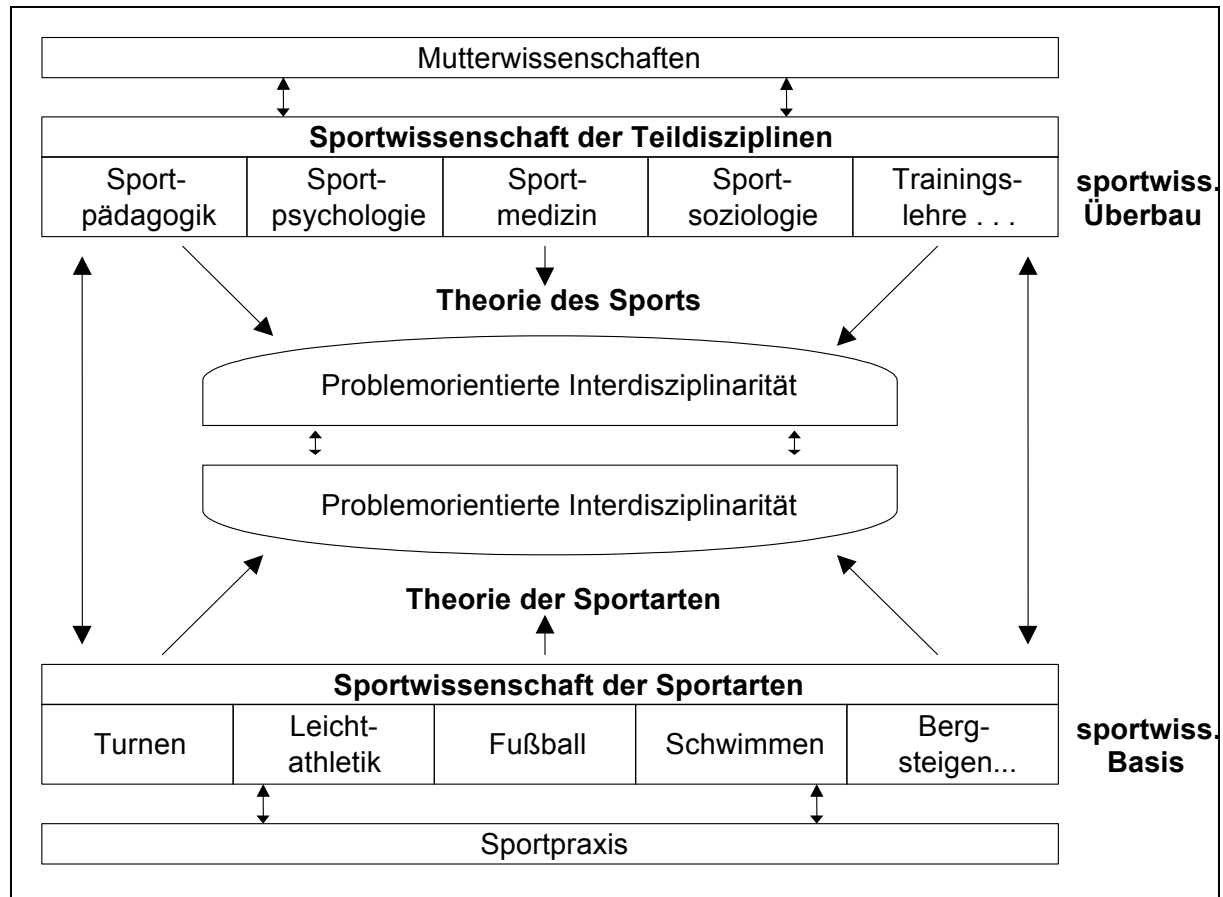 Mutterwissenschaften
Sportwissenschaft der Teildisziplinen
Sport-
pädagogik
Sport-
psychologie
Sport-
medizin
Sport-
soziologie
Trainings-
lehre . . .
sportwiss.
Überbau
Theorie des Sports
Problemorientierte Interdisziplinarität
Problemorientierte Interdisziplinarität
Theorie der Sportarten
Sportwissenschaft der Sportarten
Turnen
Leicht-
athletik
Fußball
Schwimmen
Berg-
steigen...
sportwiss.
Basis
Sportpraxis